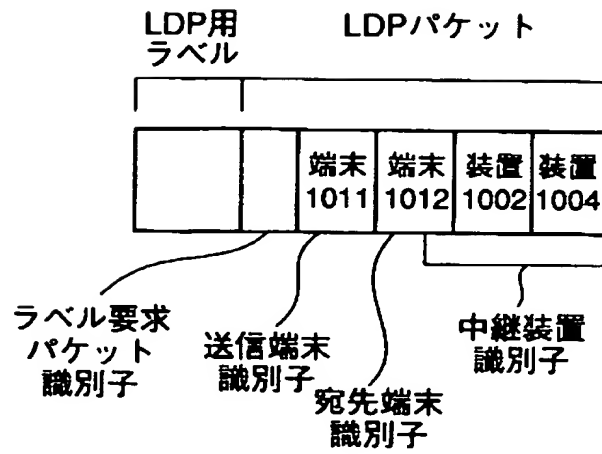 LDP用
ラベル
LDPパケット
端末
1011
端末
1012
装置
1002
装置
1004
ラベル要求
パケット
識別子
送信端末
識別子
宛先端末
識別子
中継装置
識別子